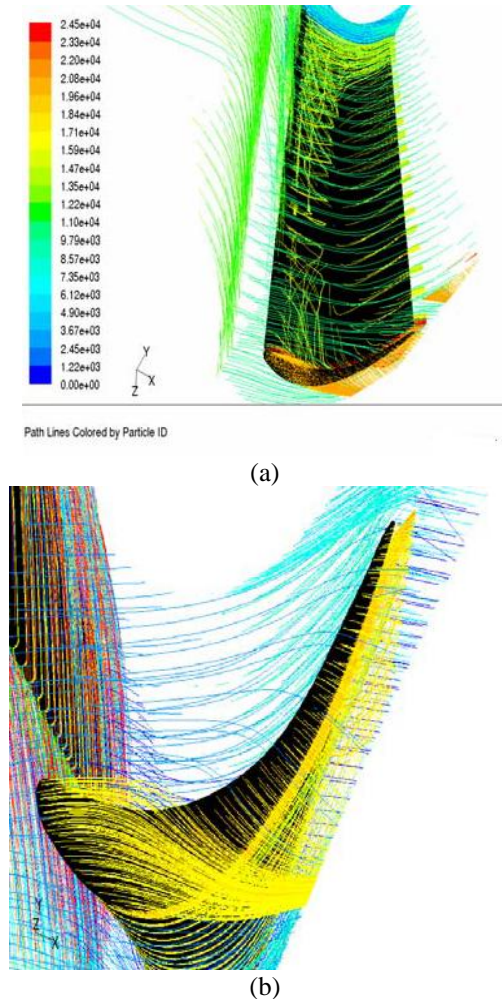 2.45e+04
2.33e+04
2.20e+04
2.08e+04
1.96e+04
1.84e+04
1.71e+04
1.59e+04
1.47e+04
1.35e+04
1.22e+04
1.10e+04
9.79e+03
8.57e+03
7.35e+03
6.12e+03
4.90e+03
3.67e+03
2.45e+03
1.22e+03
0.00e+00
Y
X
Z
Path Lines Colored by Particle ID
(a)
Y
Z
X
(b)